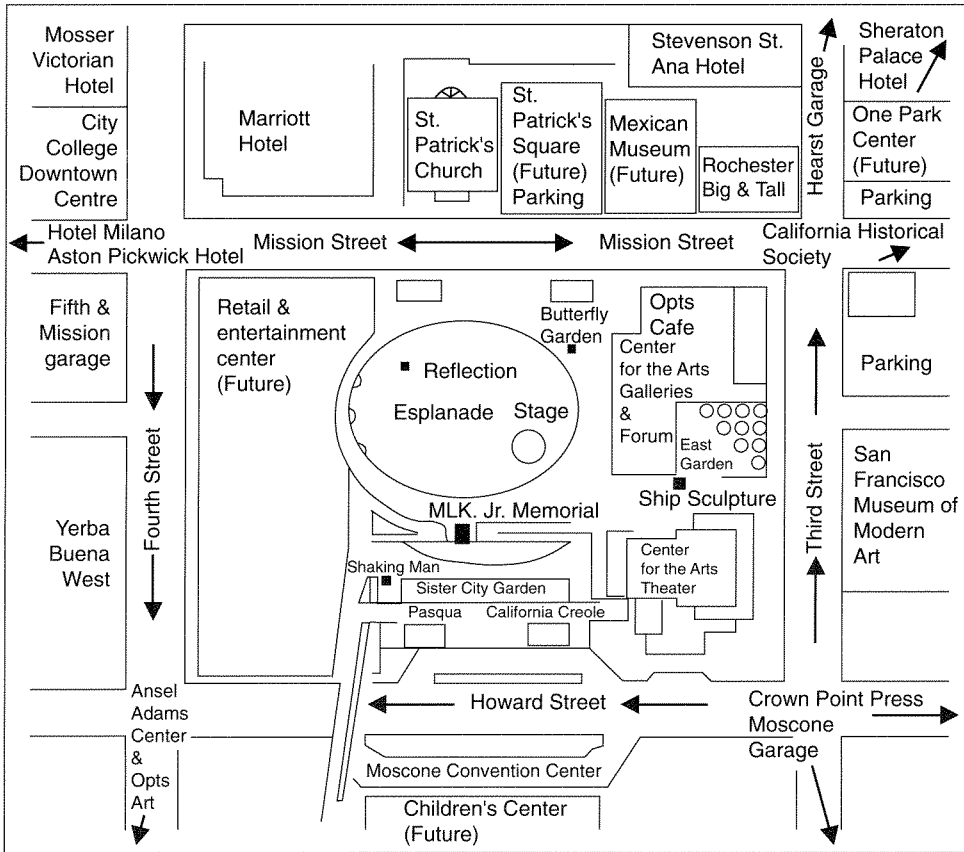 Mosser
Victorian
Hotel
City
College
Downtown
Centre
Marriott
Hotel
St.
Patrick's
Church
St.
Patrick's
Square
(Future)
Parking
Mexican
Museum
(Future)
Stevenson St.
Ana Hotel
Rochester
Big & Tall
Hearst Garage
Sheraton
Palace
Hotel
One Park
Center
(Future)
Parking
Hotel Milano
Aston Pickwick Hotel
Mission Street
Mission Street
California Historical
Society
Fifth &
Mission
garage
Fourth Street
Yerba
Buena
West
Retail &
entertainment
center
(Future)
Butterfly
Garden
Reflection
Esplanade
Stage
Opts
Cafe
Center
for the Arts
Galleries
&
Forum
East
Garden
Ship Sculpture
Third Street
Parking
San
Francisco
Museum of
Modern
Art
MLK. Jr. Memorial
Shaking Man
Sister City Garden
Pasqua
California Creole
Center
for the Arts
Theater
Ansel
Adams
Center
&
Opts
Art
Howard Street
Crown Point Press
Moscone
Garage
Moscone Convention Center
Children's Center
(Future)